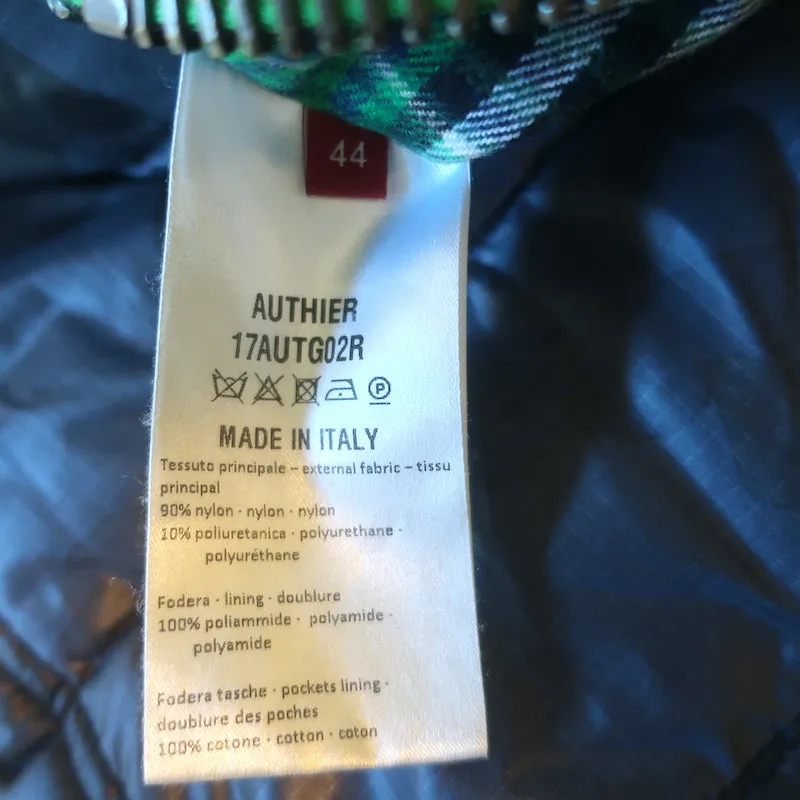 44
AUTHIER
17AUTG02R
P
MADE IN ITALY
Tessuto principale - external fabric - tissu
principal
90% nylon · nylon · nylon
10% poliuretanica · polyurethane ·
polyuréthane
Fodera · lining · doublure
100% poliammide · polyamide ·
polyamide
Fodera tasche · pockets lining ·
doublure des poches
100% cotone · cotton · coton